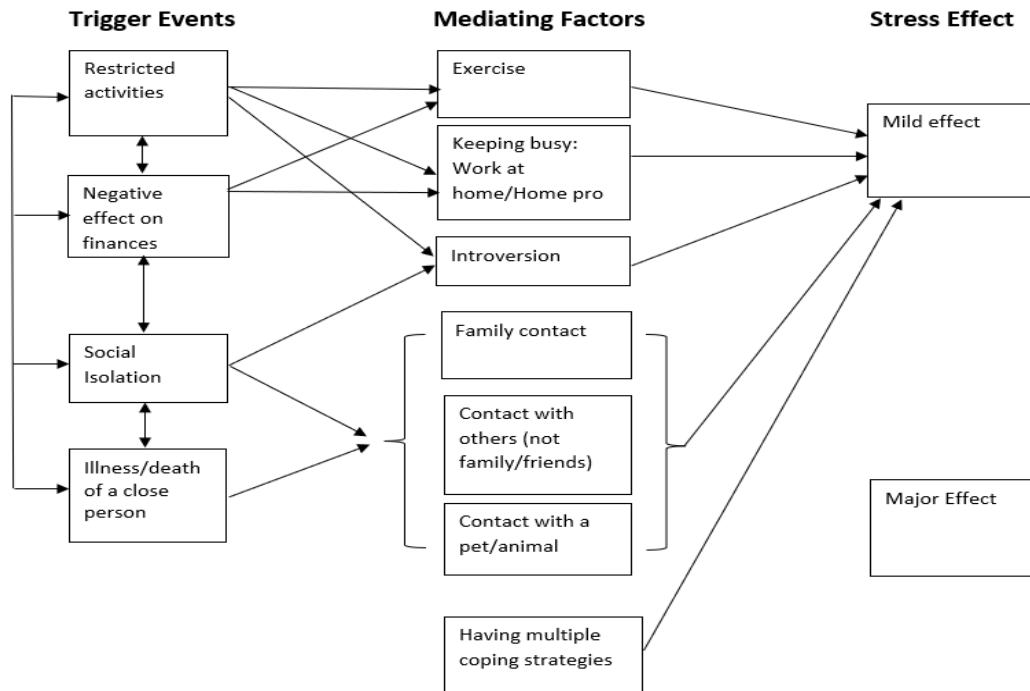 Trigger Events
Mediating Factors
Stress Effect
Restricted
activities
Negative
effect on
finances
Social
Isolation
Illness/death
of a close
person
Exercise
Keeping busy:
Work at
home/Home pro
Introversion
Family contact
Contact with
others (not
family/friends)
Contact with a
pet/animal
Having multiple
coping strategies
Mild effect
Major Effect